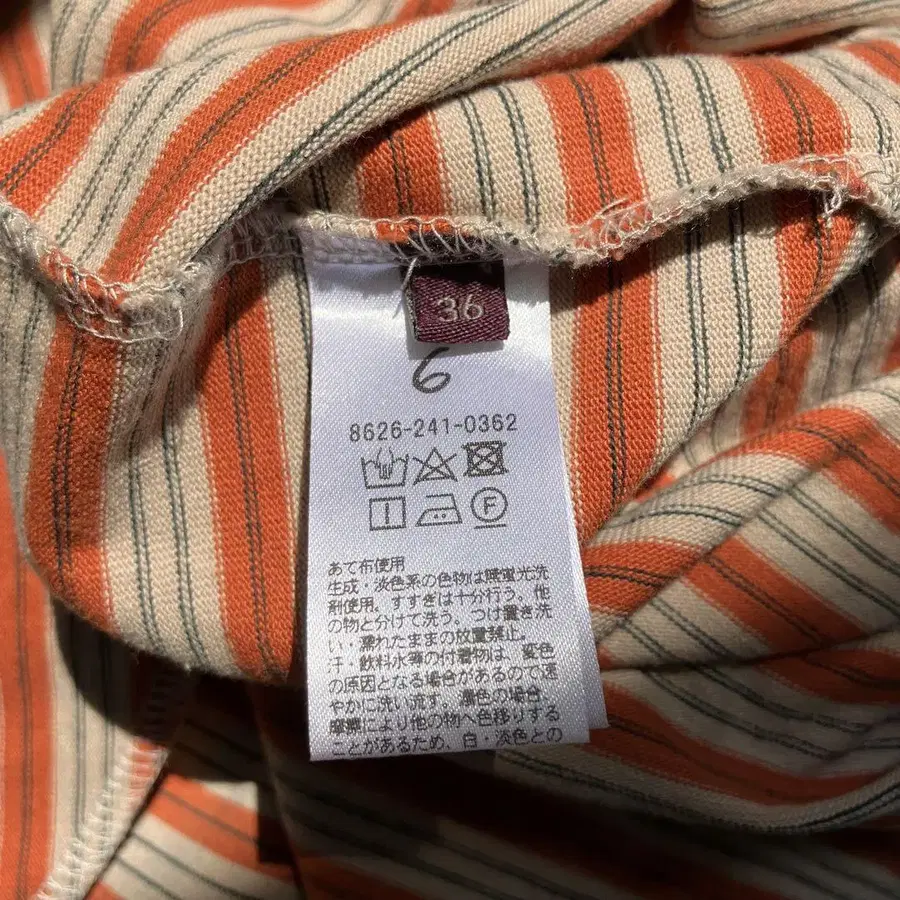 36
6
8626-241-0362
F
あて布使用
生成・淡色系の色物は無蛍光洗
剤使用。すすぎは十分行う。他
の物と分けて洗う。つけ置き洗
い・濡れたままの放置禁止。
汗・飲料水等の付着物は、変色
の原因となる場合があるので速
やかに洗い流す。濃色の場合、
摩擦により他の物へ色移りする
ことがあるため、白・淡色との